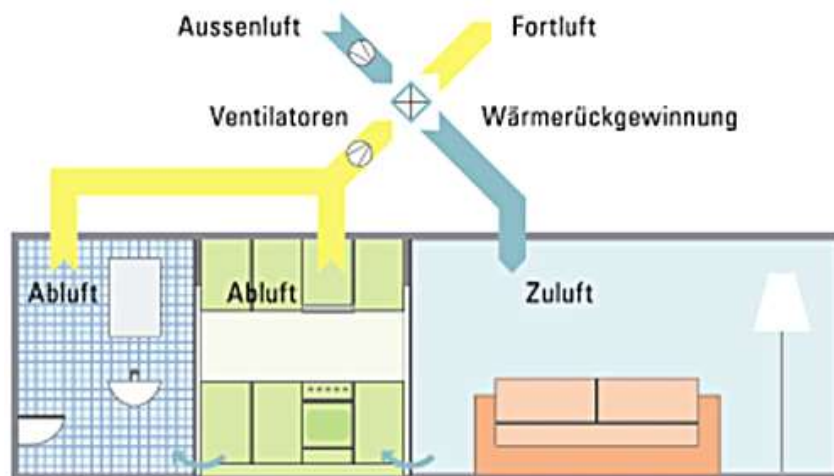 Aussenluft
Fortluft
Ventilatoren
Wärmerückgewinnung
Abluft
Abluft
Zuluft